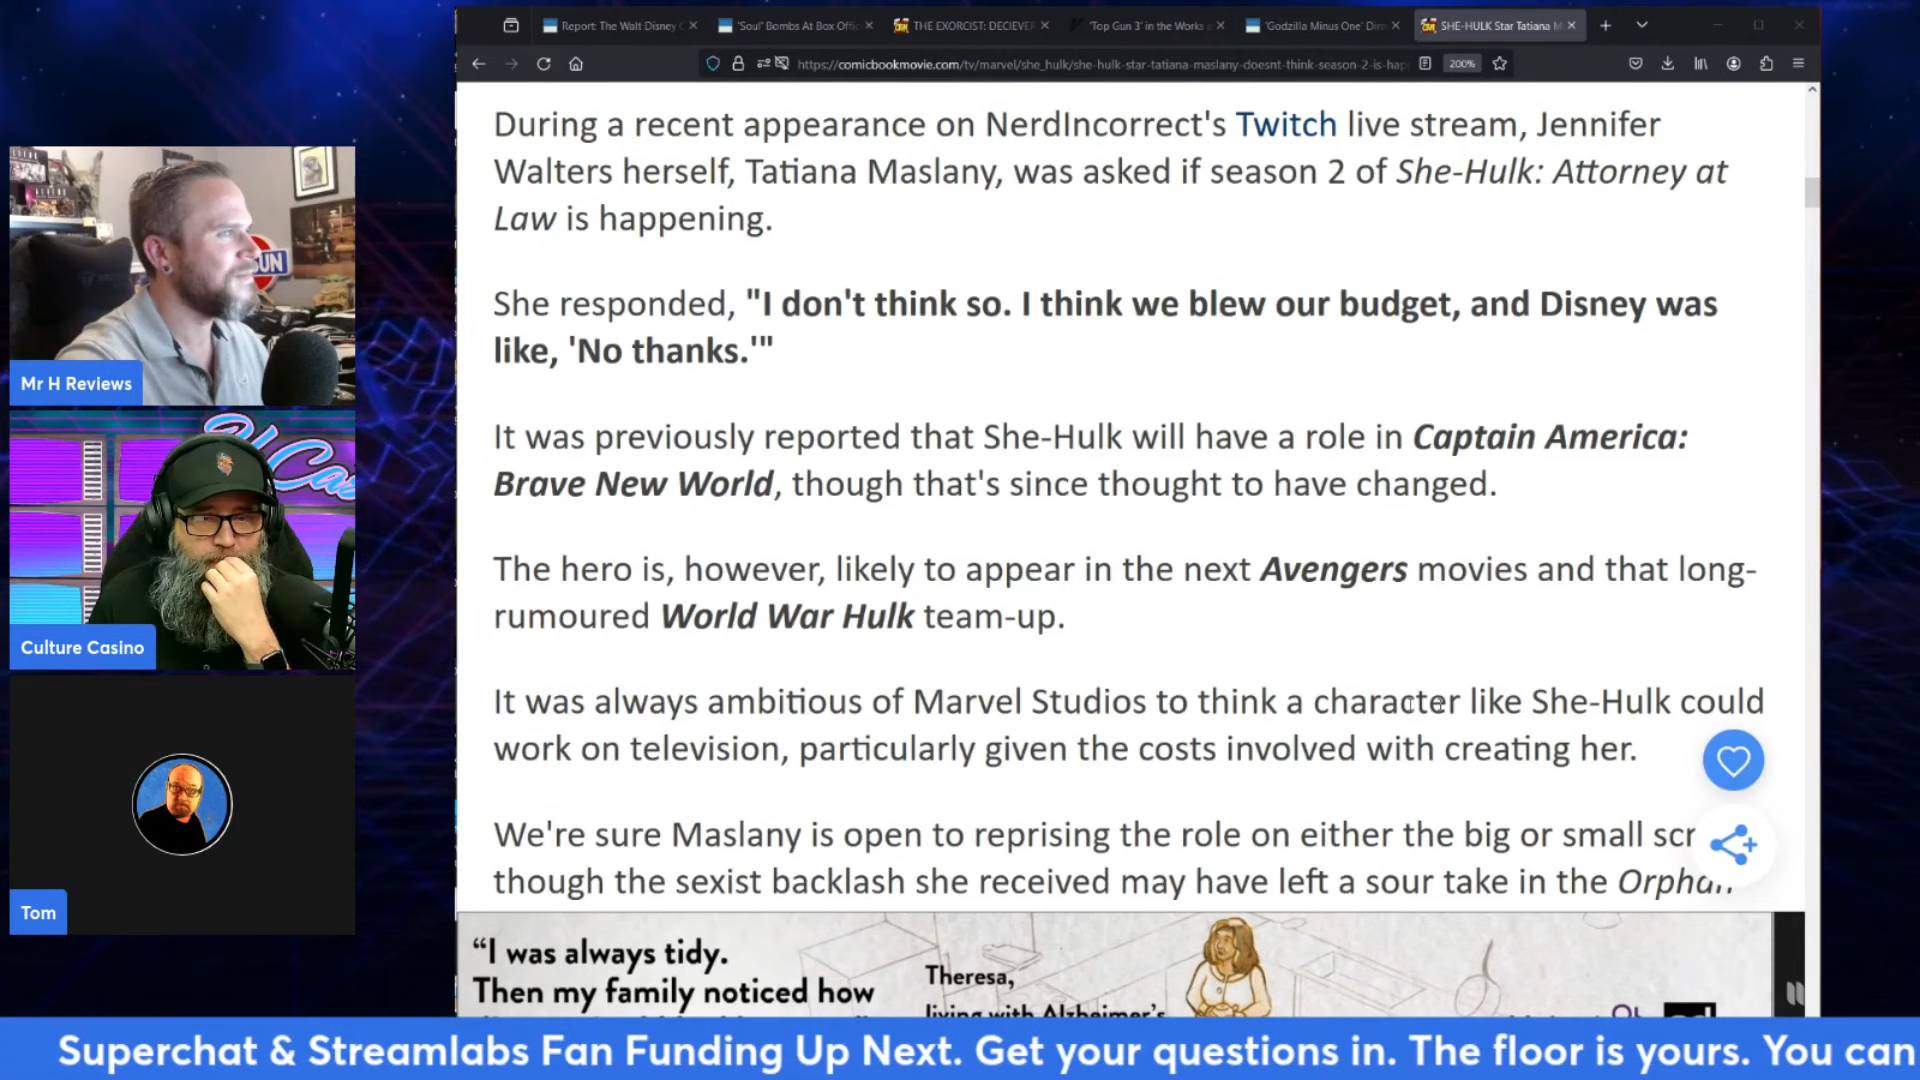 Report: The Walt Disney C
'Soul' Bombs At Box Offic
THE EXORCIST: DECIEVER
'Top Gun 3' in the Works a
'Godzilla Minus One' Dire
SHE-HULK Star Tatiana M
https://comicbookmovie.com/tv/marvel/she_hulk/she-hulk-star-tatiana-maslany-doesnt-think-season-2-is-hap
200%
During a recent appearance on NerdIncorrect's Twitch live stream, Jennifer
Walters herself, Tatiana Maslany, was asked if season 2 of She-Hulk: Attorney at
Law is happening.
She responded, "I don't think so. I think we blew our budget, and Disney was
like, 'No thanks.'"
It was previously reported that She-Hulk will have a role in Captain America:
Brave New World, though that's since thought to have changed.
The hero is, however, likely to appear in the next Avengers movies and that long-
rumoured World War Hulk team-up.
It was always ambitious of Marvel Studios to think a character like She-Hulk could
work on television, particularly given the costs involved with creating her.
We're sure Maslany is open to reprising the role on either the big or small scr
though the sexist backlash she received may have left a sour take in the Orphan
"I was always tidy.
Then my family noticed how
Theresa,
living with Alzheimer's
SUN
Mr H Reviews
Culture Casino
Tom
Superchat & Streamlabs Fan Funding Up Next. Get your questions in. The floor is yours. You can